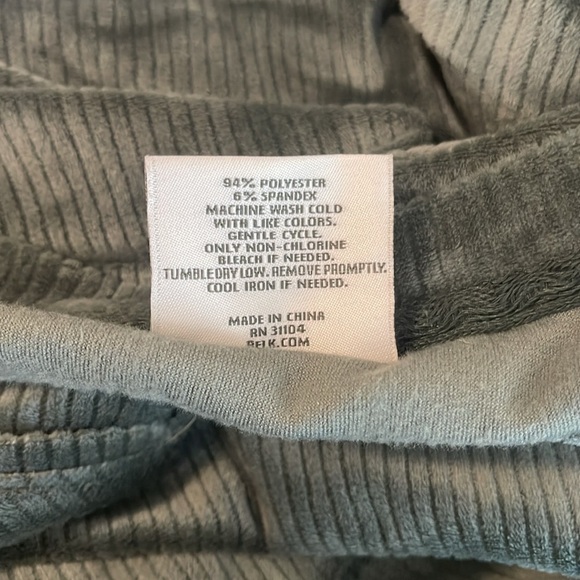 94% POLYESTER
6% SPANDEX
MACHINE WASH COLD
WITH LIKE COLORS.
GENTLE CYCLE.
ONLY NON-CHLORINE
BLEACH IF NEEDED.
TUMBLE DRY LOW. REMOVE PROMPTLY.
COOL IRON IF NEEDED.
MADE IN CHINA
RN 31104
BELK.COM